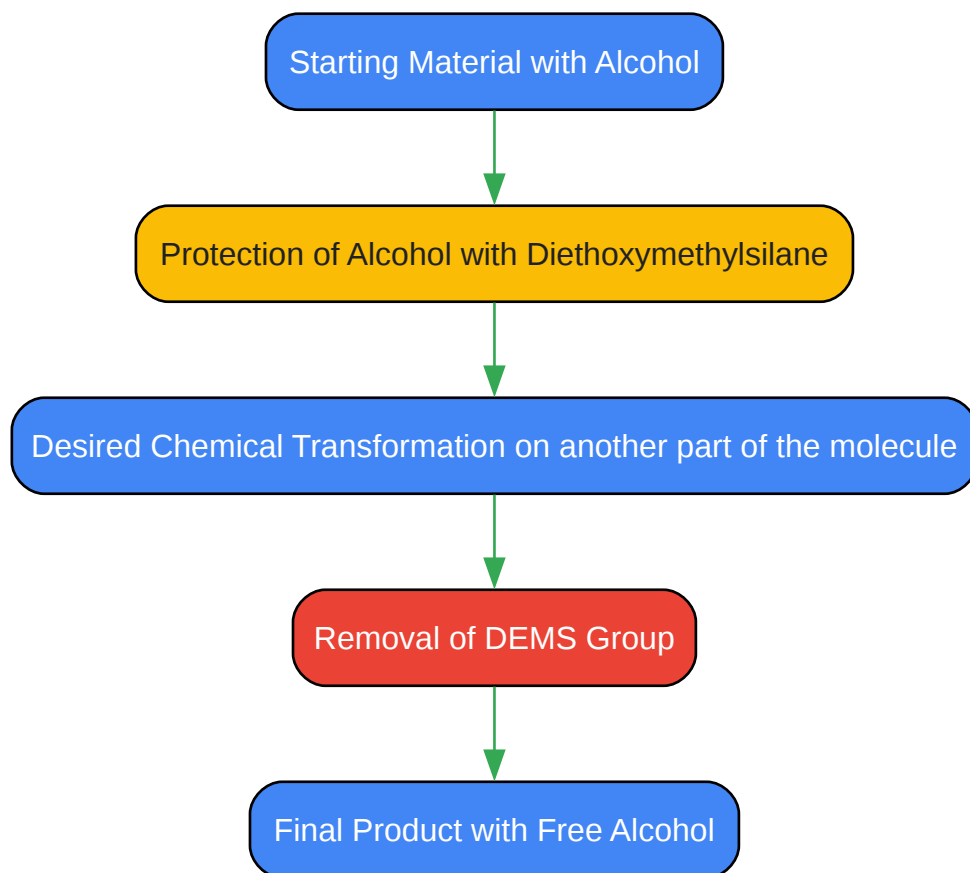 Starting Material with Alcohol
Protection of Alcohol with Diethoxymethylsilane
Desired Chemical Transformation on another part of the molecule
Removal of DEMS Group
Final Product with Free Alcohol